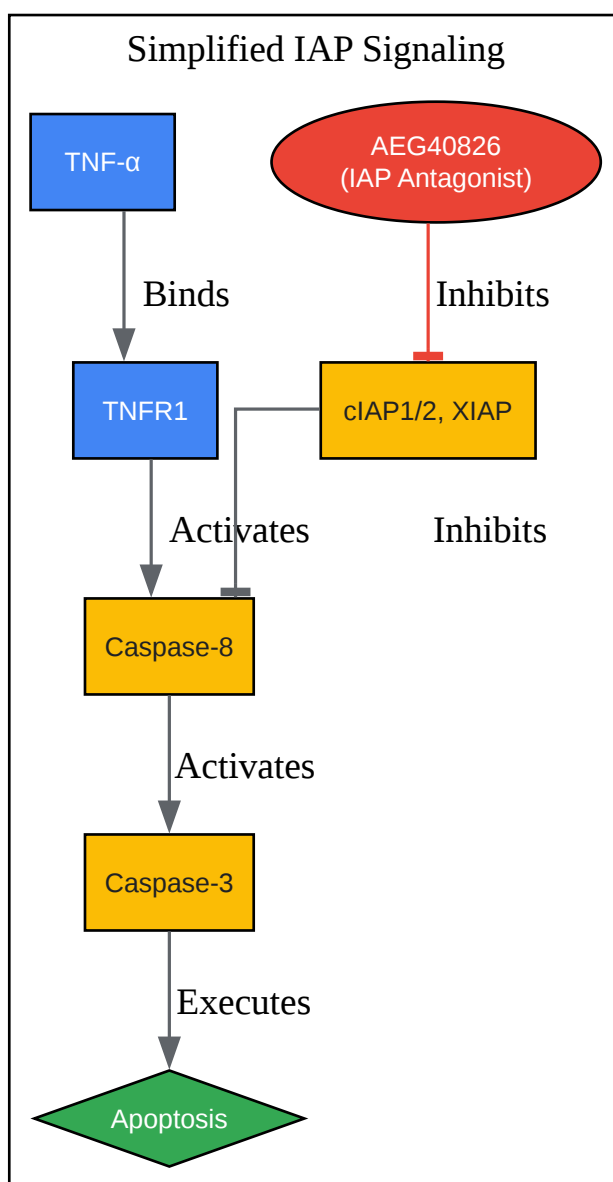 Simplified IAP Signaling
TNF-α
AEG40826
(IAP Antagonist)
Binds
Inhibits
TNFR1
cIAP1/2, XIAP
Activates
Inhibits
Caspase-8
Activates
Caspase-3
Executes
Apoptosis